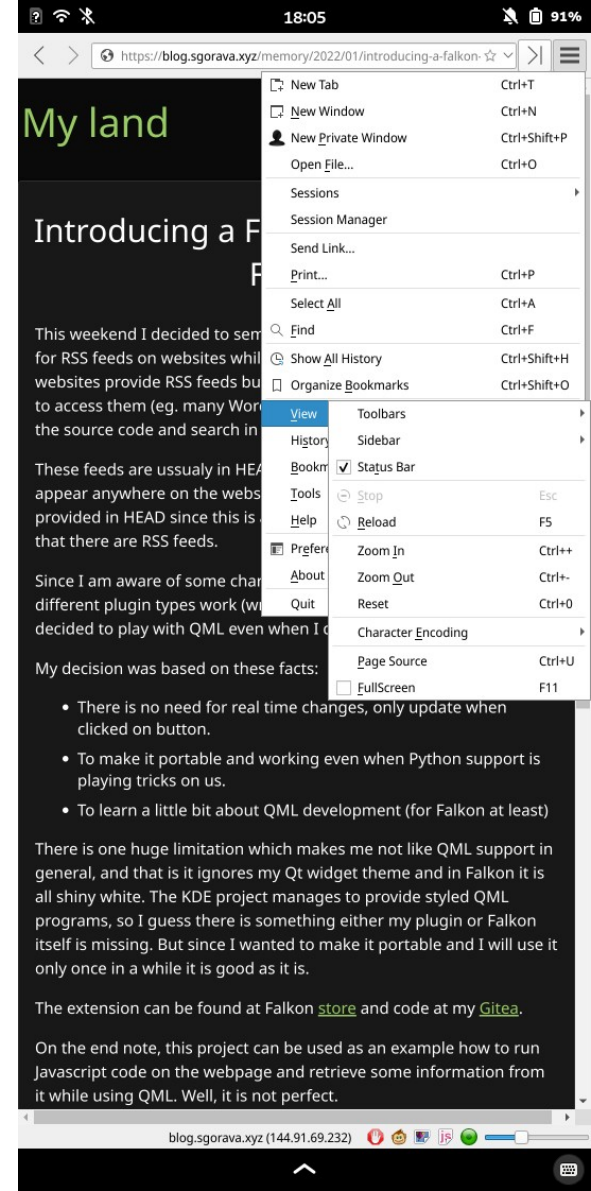 18:05
91%
https://blog.sgorava.xyz/memory/2022/01/introducing-a-falkon-
My land
Introducing a F
F
This weekend I decided to sem
for RSS feeds on websites whil
websites provide RSS feeds bu
to access them (eg. many Wor
the source code and search in
These feeds are ussualy in HEA
appear anywhere on the webs
provided in HEAD since this is
that there are RSS feeds.
Since I am aware of some char
different plugin types work (wr
decided to play with QML even when I d
My decision was based on these facts:
• There is no need for real time changes, only update when
clicked on button.
• To make it portable and working even when Python support is
playing tricks on us.
• To learn a little bit about QML development (for Falkon at least)
There is one huge limitation which makes me not like QML support in
general, and that is it ignores my Qt widget theme and in Falkon it is
all shiny white. The KDE project manages to provide styled QML
programs, so I guess there is something either my plugin or Falkon
itself is missing. But since I wanted to make it portable and I will use it
only once in a while it is good as it is.
The extension can be found at Falkon store and code at my Gitea.
On the end note, this project can be used as an example how to run
Javascript code on the webpage and retrieve some information from
it while using QML. Well, it is not perfect.
New Tab Ctrl+T
New Window Ctrl+N
New Private Window Ctrl+Shift+P
Open File... Ctrl+O
Sessions
Session Manager
Send Link...
Print... Ctrl+P
Select All Ctrl+A
Find Ctrl+F
Show All History Ctrl+Shift+H
Organize Bookmarks Ctrl+Shift+O
View
History
Bookm
Tools
Help
Prefere
About
Quit
Toolbars
Sidebar
Status Bar
Stop Esc
Reload F5
Zoom In Ctrl++
Zoom Out Ctrl+-
Reset Ctrl+0
Character Encoding
Page Source Ctrl+U
FullScreen F11
blog.sgorava.xyz (144.91.69.232)
js